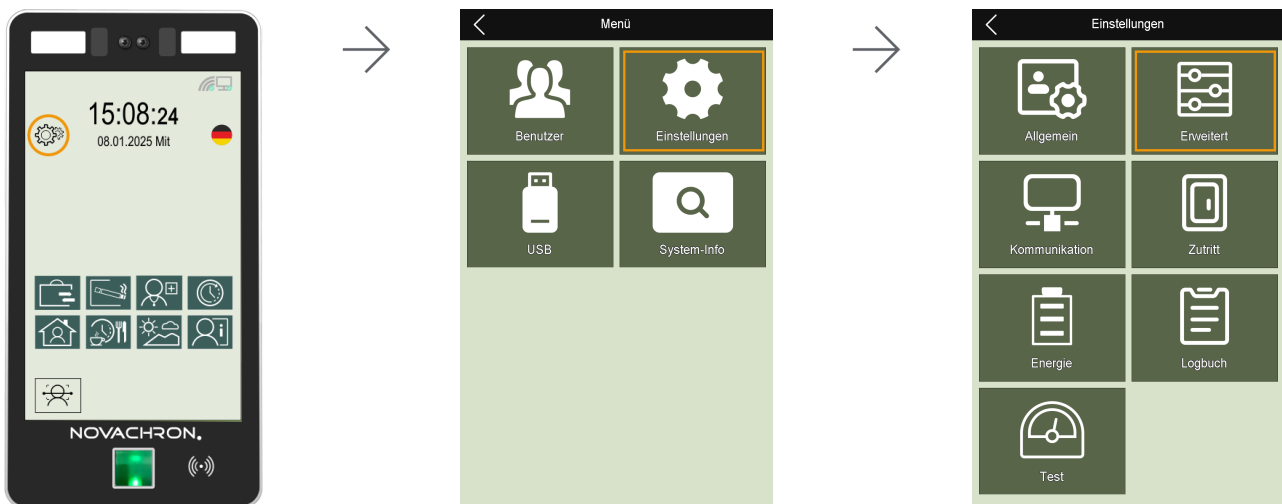 15:08:24
08.01.2025 Mit
NOVACHRON.
Menü
Benutzer
Einstellungen
USB
System-Info
Einstellungen
Allgemein
Erweitert
Kommunikation
Zutritt
Energie
Logbuch
Test